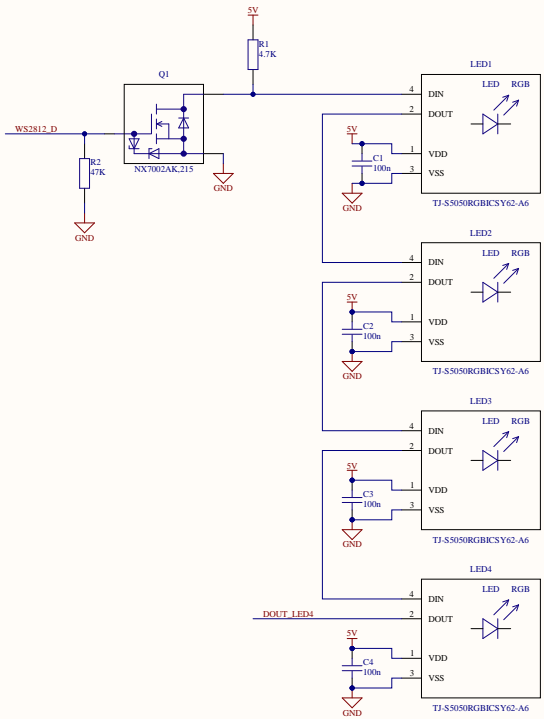 5V
R1
4.7K
LED1
Q1
LED RGB
4 DIN
2 DOUT
WS2812_D
5V
1 VDD
R2
47K
C1
100n
NX7002AK,215
3 VSS
GND
GND
TJ-S5050RGBICSY62-A6
GND
LED2
LED RGB
4 DIN
2 DOUT
5V
1 VDD
C2
100n
3 VSS
GND
TJ-S5050RGBICSY62-A6
LED3
LED RGB
4 DIN
2 DOUT
5V
1 VDD
C3
100n
3 VSS
GND
TJ-S5050RGBICSY62-A6
LED4
LED RGB
4 DIN
DOUT_LED4
2 DOUT
5V
1 VDD
C4
100n
3 VSS
GND
TJ-S5050RGBICSY62-A6